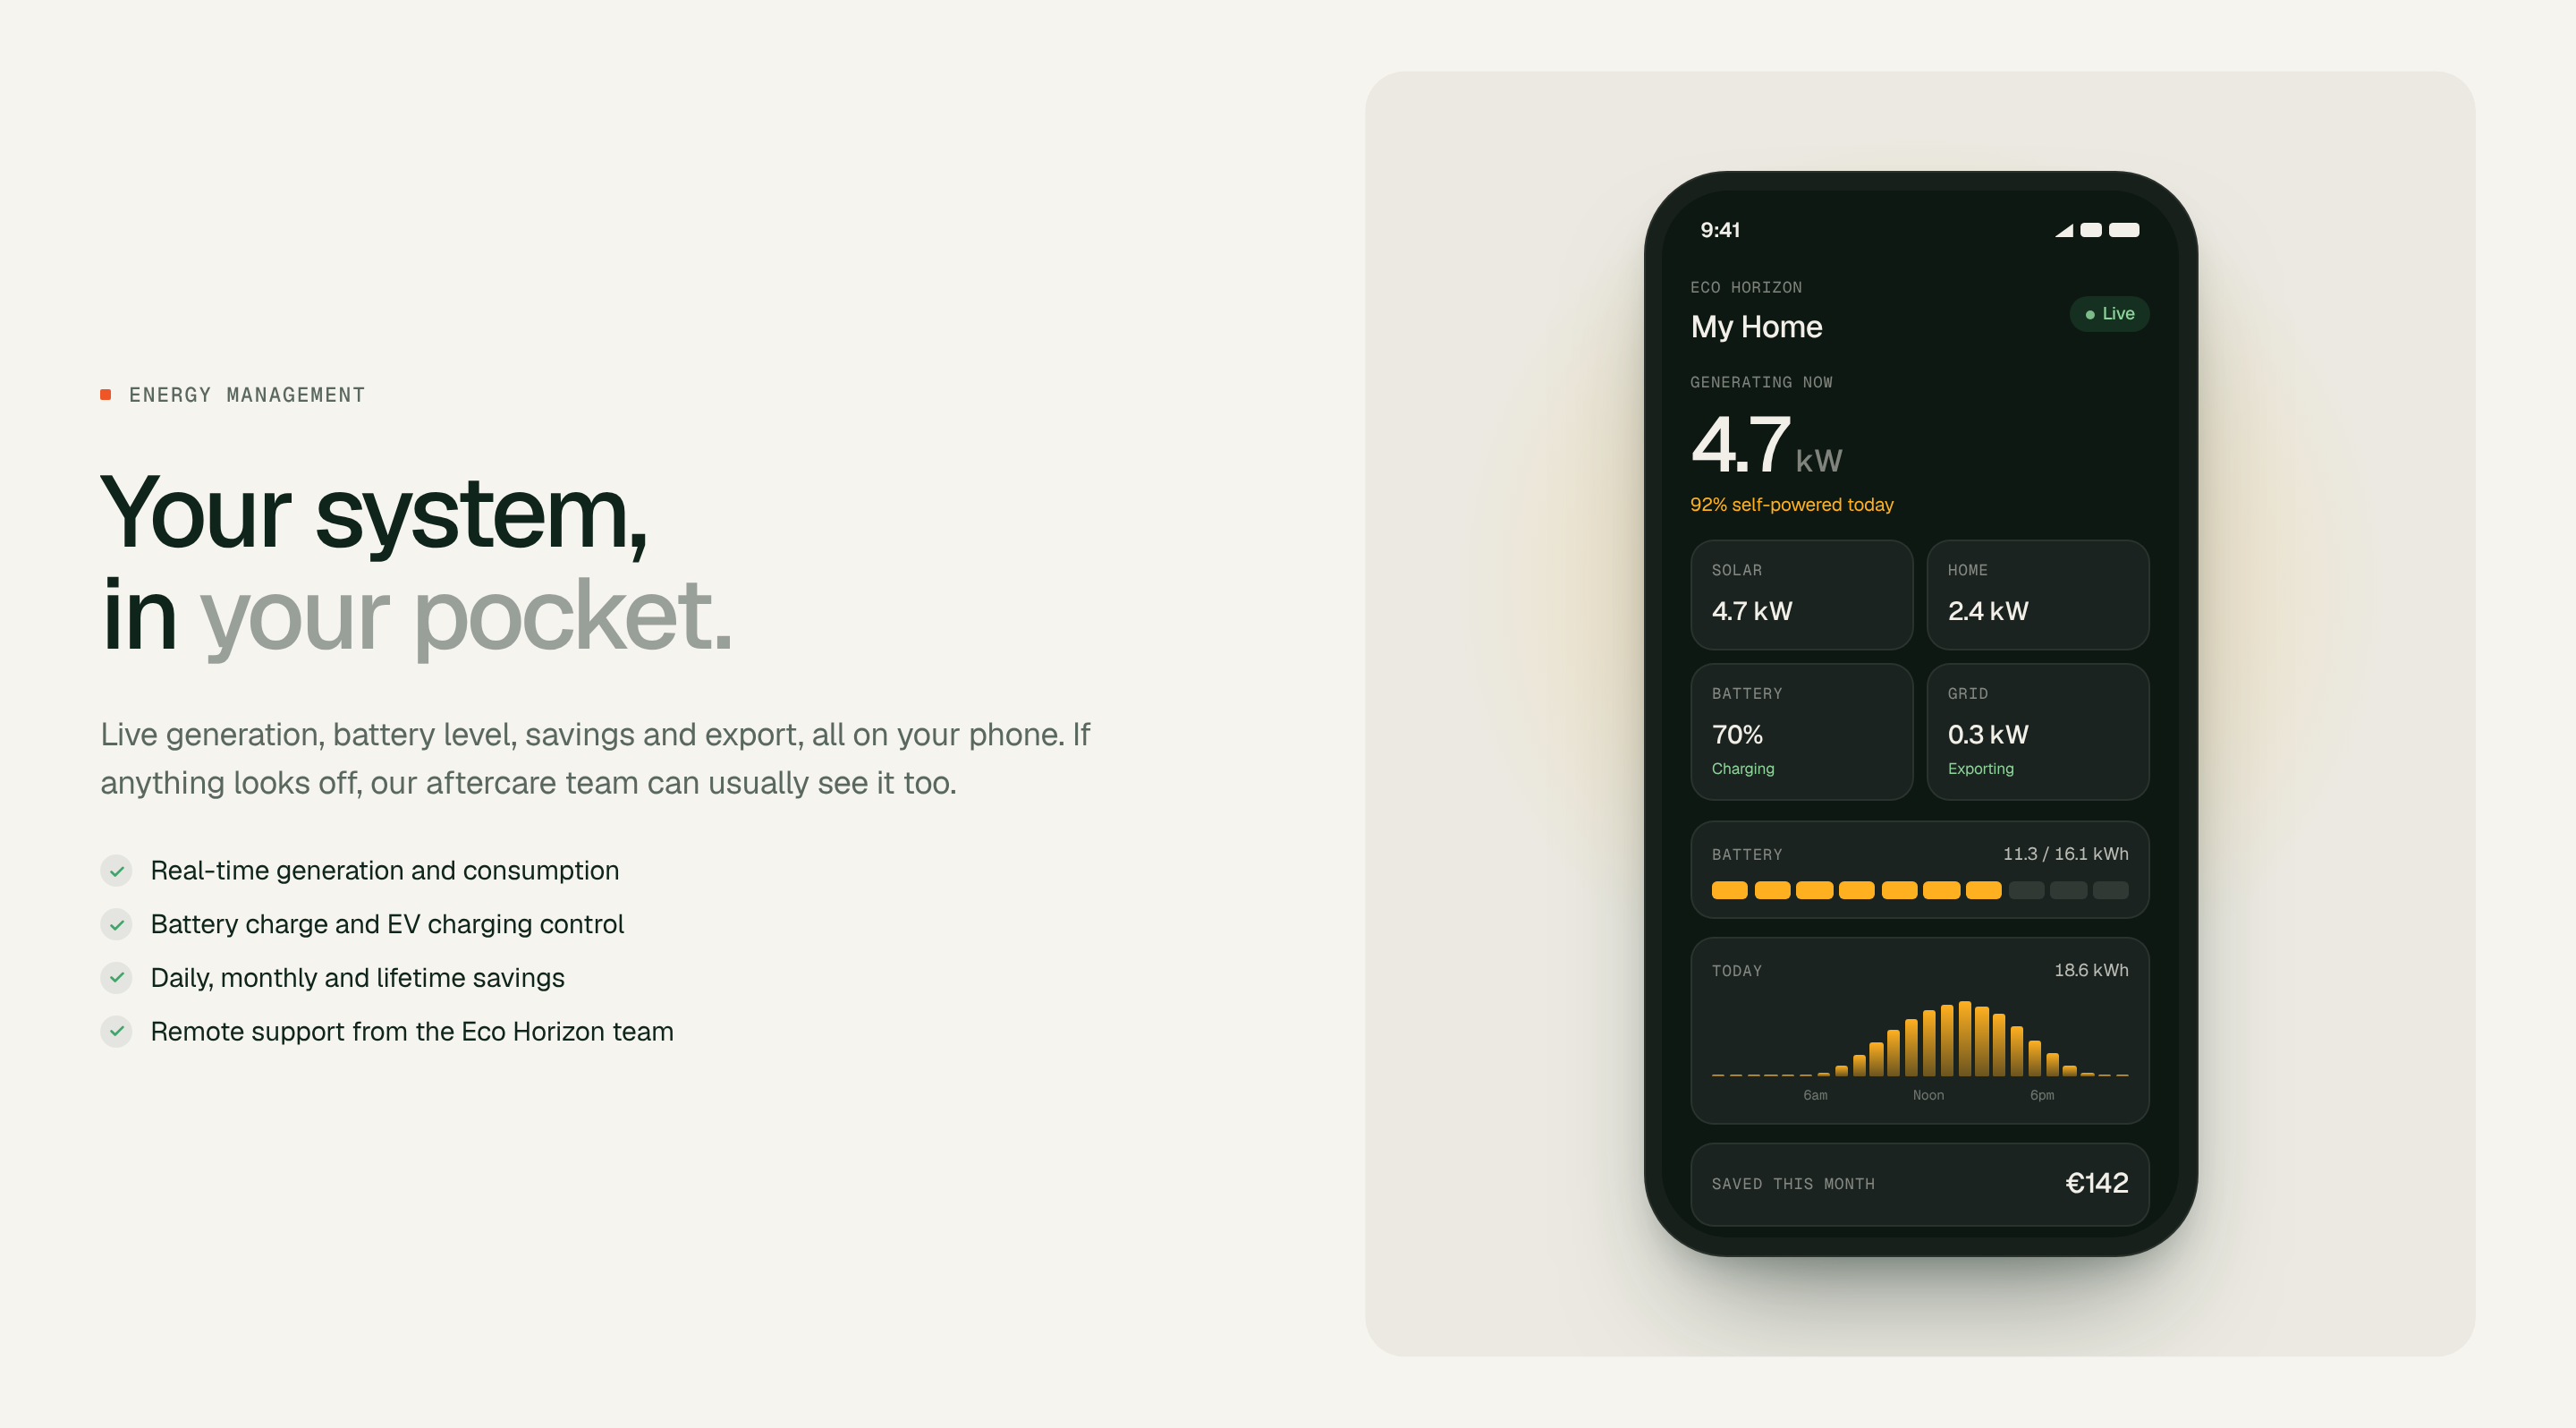 ENERGY MANAGEMENT
Your system,
in your pocket.
Live generation, battery level, savings and export, all on your phone. If
anything looks off, our aftercare team can usually see it too.
Real-time generation and consumption
Battery charge and EV charging control
Daily, monthly and lifetime savings
Remote support from the Eco Horizon team
9:41
ECO HORIZON
My Home
Live
GENERATING NOW
4.7 kW
92% self-powered today
SOLAR
4.7 kW
HOME
2.4 kW
BATTERY
70%
Charging
GRID
0.3 kW
Exporting
BATTERY
11.3 / 16.1 kWh
TODAY
18.6 kWh
6am Noon 6pm
SAVED THIS MONTH
€142